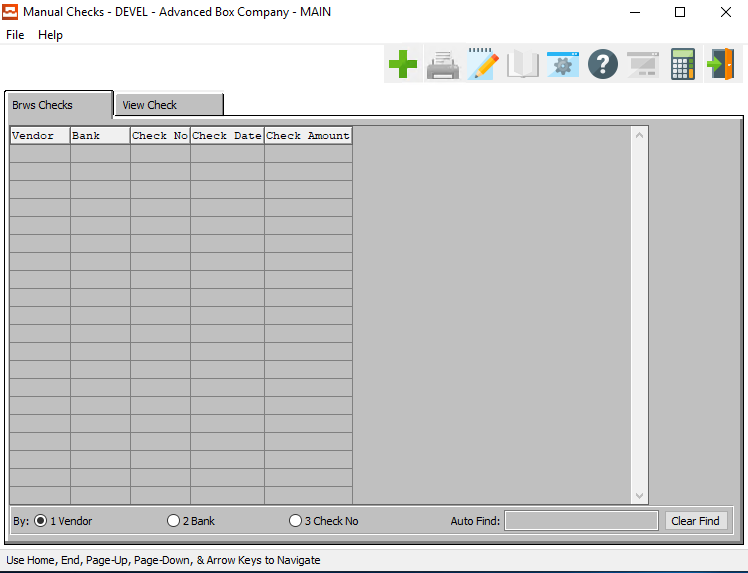 Manual Checks - DEVEL - Advanced Box Company - MAIN
File Help
Brws Checks View Check
Vendor Bank Check No Check Date Check Amount
By: 1 Vendor 2 Bank 3 Check No Auto Find: Clear Find
Use Home, End, Page-Up, Page-Down, & Arrow Keys to Navigate